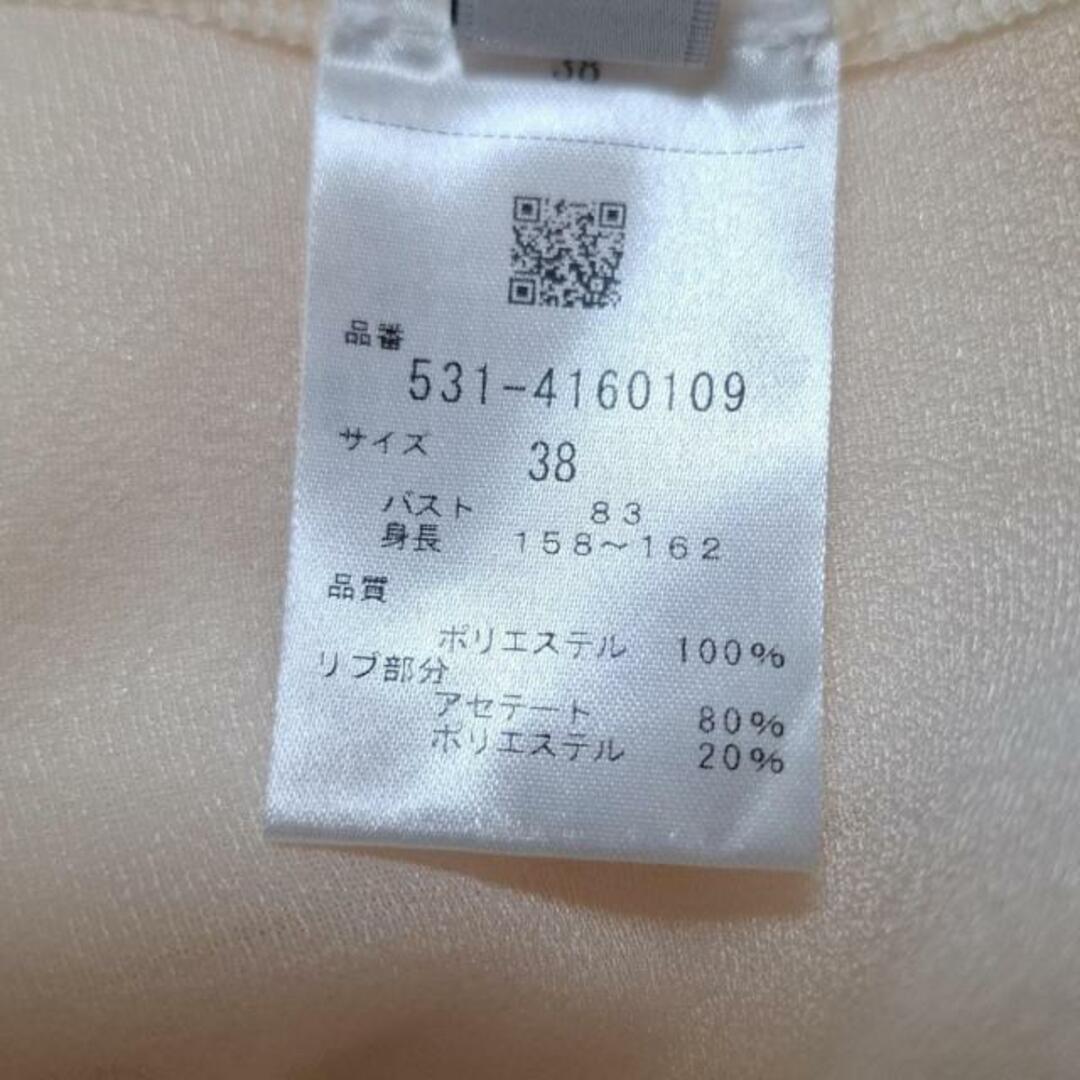 38
品番
531-4160109
サイズ 38
バスト 83
身長 158〜162
品質
ポリエステル 100%
リブ部分
アセテート 80%
ポリエステル 20%